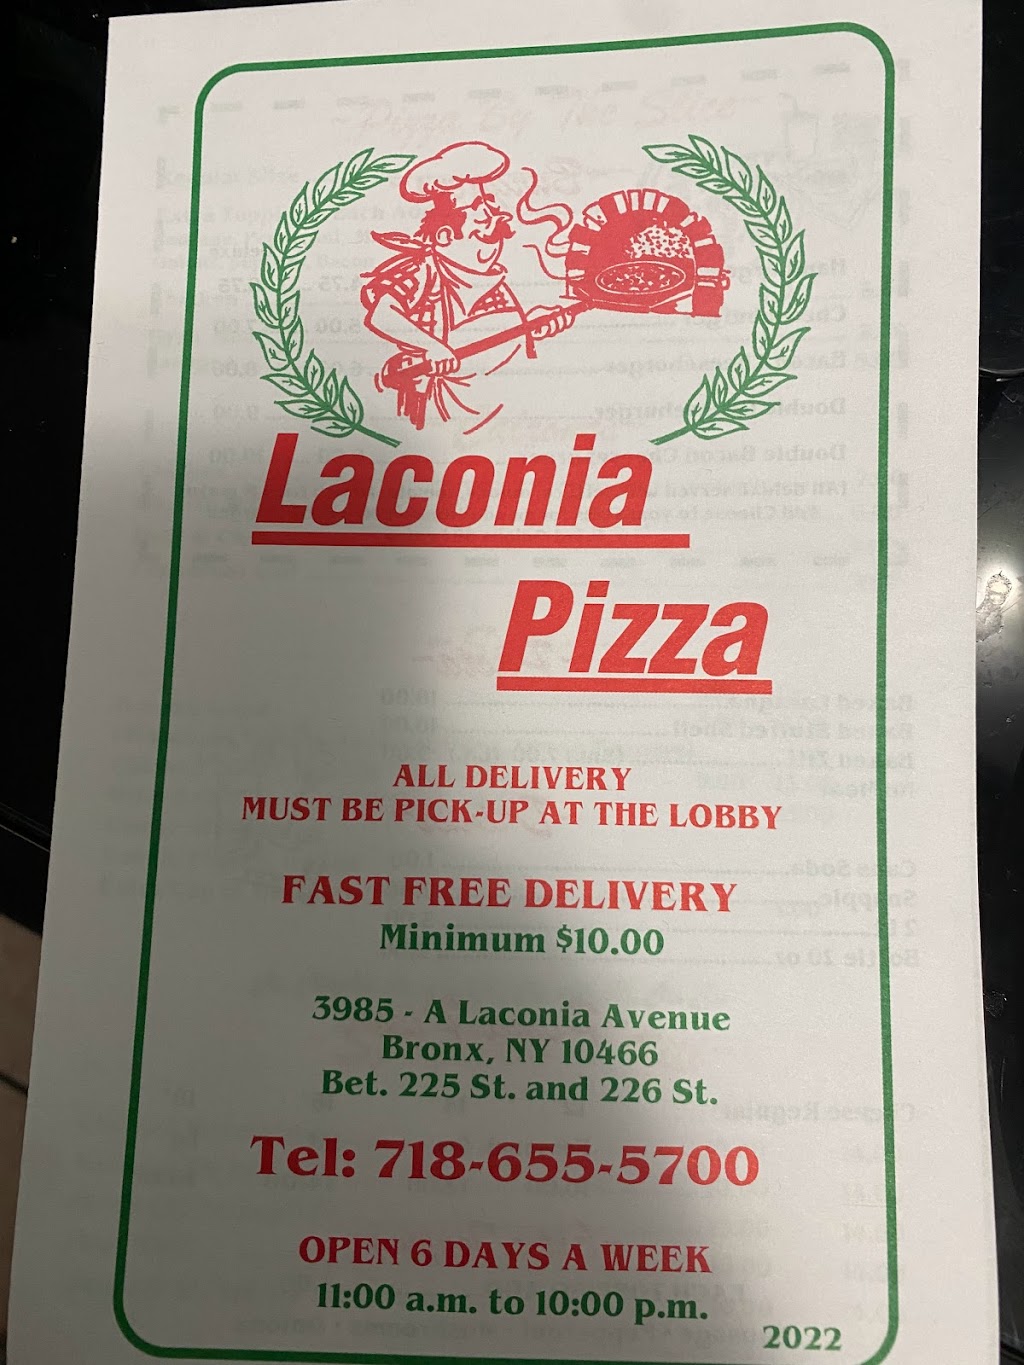 Laconia
Pizza
ALL DELIVERY
MUST BE PICK-UP AT THE LOBBY
FAST FREE DELIVERY
Minimum $10.00
3985 - A Laconia Avenue
Bronx, NY 10466
Bet. 225 St. and 226 St.
Tel: 718-655-5700
OPEN 6 DAYS A WEEK
11:00 a.m. to 10:00 p.m.
2022